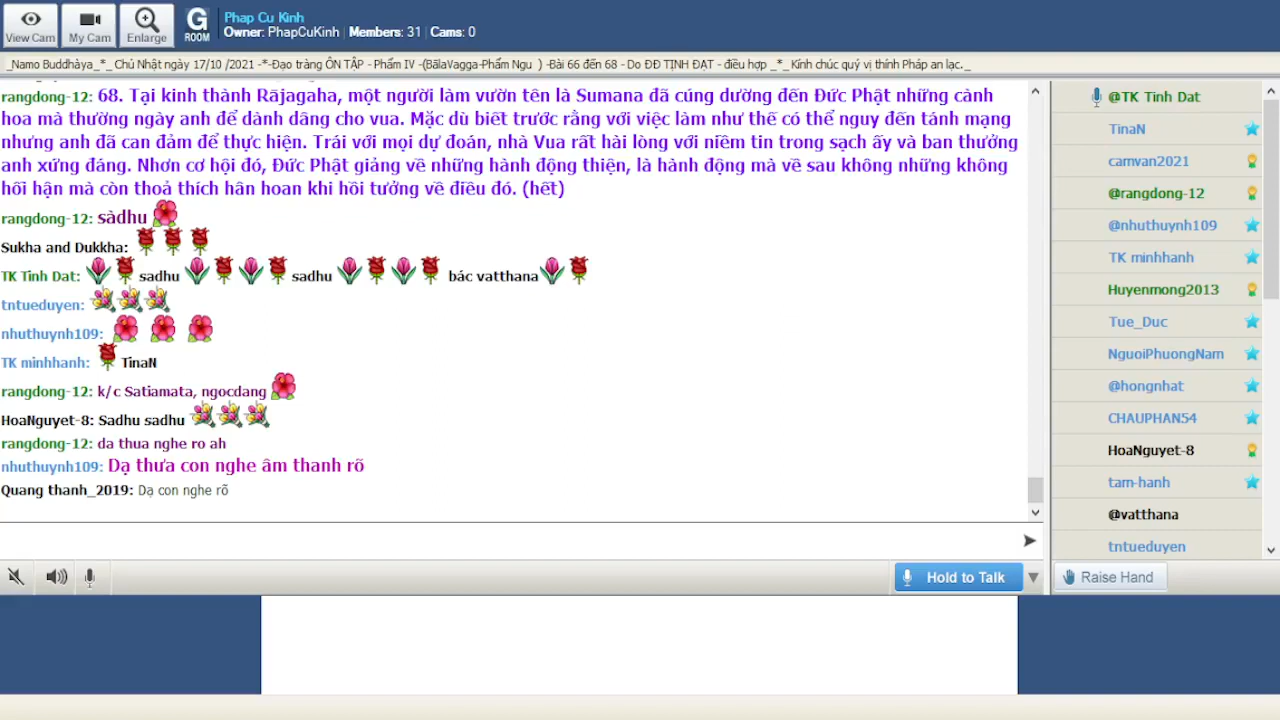 View Cam
My Cam
Enlarge
G
ROOM
Phap Cu Kinh
Owner: PhapCuKinh | Members: 31 | Cams: 0
_Namo Buddhàya_*_ Chủ Nhật ngày 17/10 /2021 -*-Đạo tràng ÔN TẬP - Phẩm IV -(BãlaVagga-Phẩm Ngu ) -Bài 66 đến 68 - Do ĐĐ TỊNH ĐẠT - điều hợp _*_ Kính chúc quý vị thính Pháp an lạc._
rangdong-12: 68. Tại kinh thành Rājagaha, một người làm vườn tên là Sumana đã cúng dường đến Đức Phật những cành
hoa mà thường ngày anh để dành dâng cho vua. Mặc dù biết trước rằng với việc làm như thế có thể nguy đến tánh mạng
nhưng anh đã can đảm để thực hiện. Trái với mọi dự đoán, nhà Vua rất hài lòng với niềm tin trong sạch ấy và ban thưởng
anh xứng đáng. Nhơn cơ hội đó, Đức Phật giảng về những hành động thiện, là hành động mà về sau không những không
hối hận mà còn thoả thích hân hoan khi hồi tưởng về điều đó. (hết)
rangdong-12: sàdhu
Sukha and Dukkha:
TK Tinh Dat: sadhu sadhu bác vatthana
tntueduyen:
nhuthuynh109:
TK minhhanh: TinaN
rangdong-12: k/c Satiamata, ngocdang
HoaNguyet-8: Sadhu sadhu
rangdong-12: da thua nghe ro ah
nhuthuynh109: Dạ thưa con nghe âm thanh rõ
Quang thanh_2019: Dạ con nghe rõ
Hold to Talk
@TK Tinh Dat
TinaN
camvan2021
@rangdong-12
@nhuthuynh109
TK minhhanh
Huyenmong2013
Tue_Duc
NguoiPhuongNam
@hongnhat
CHAUPHAN54
HoaNguyet-8
tam-hanh
@vatthana
tntueduyen
Raise Hand